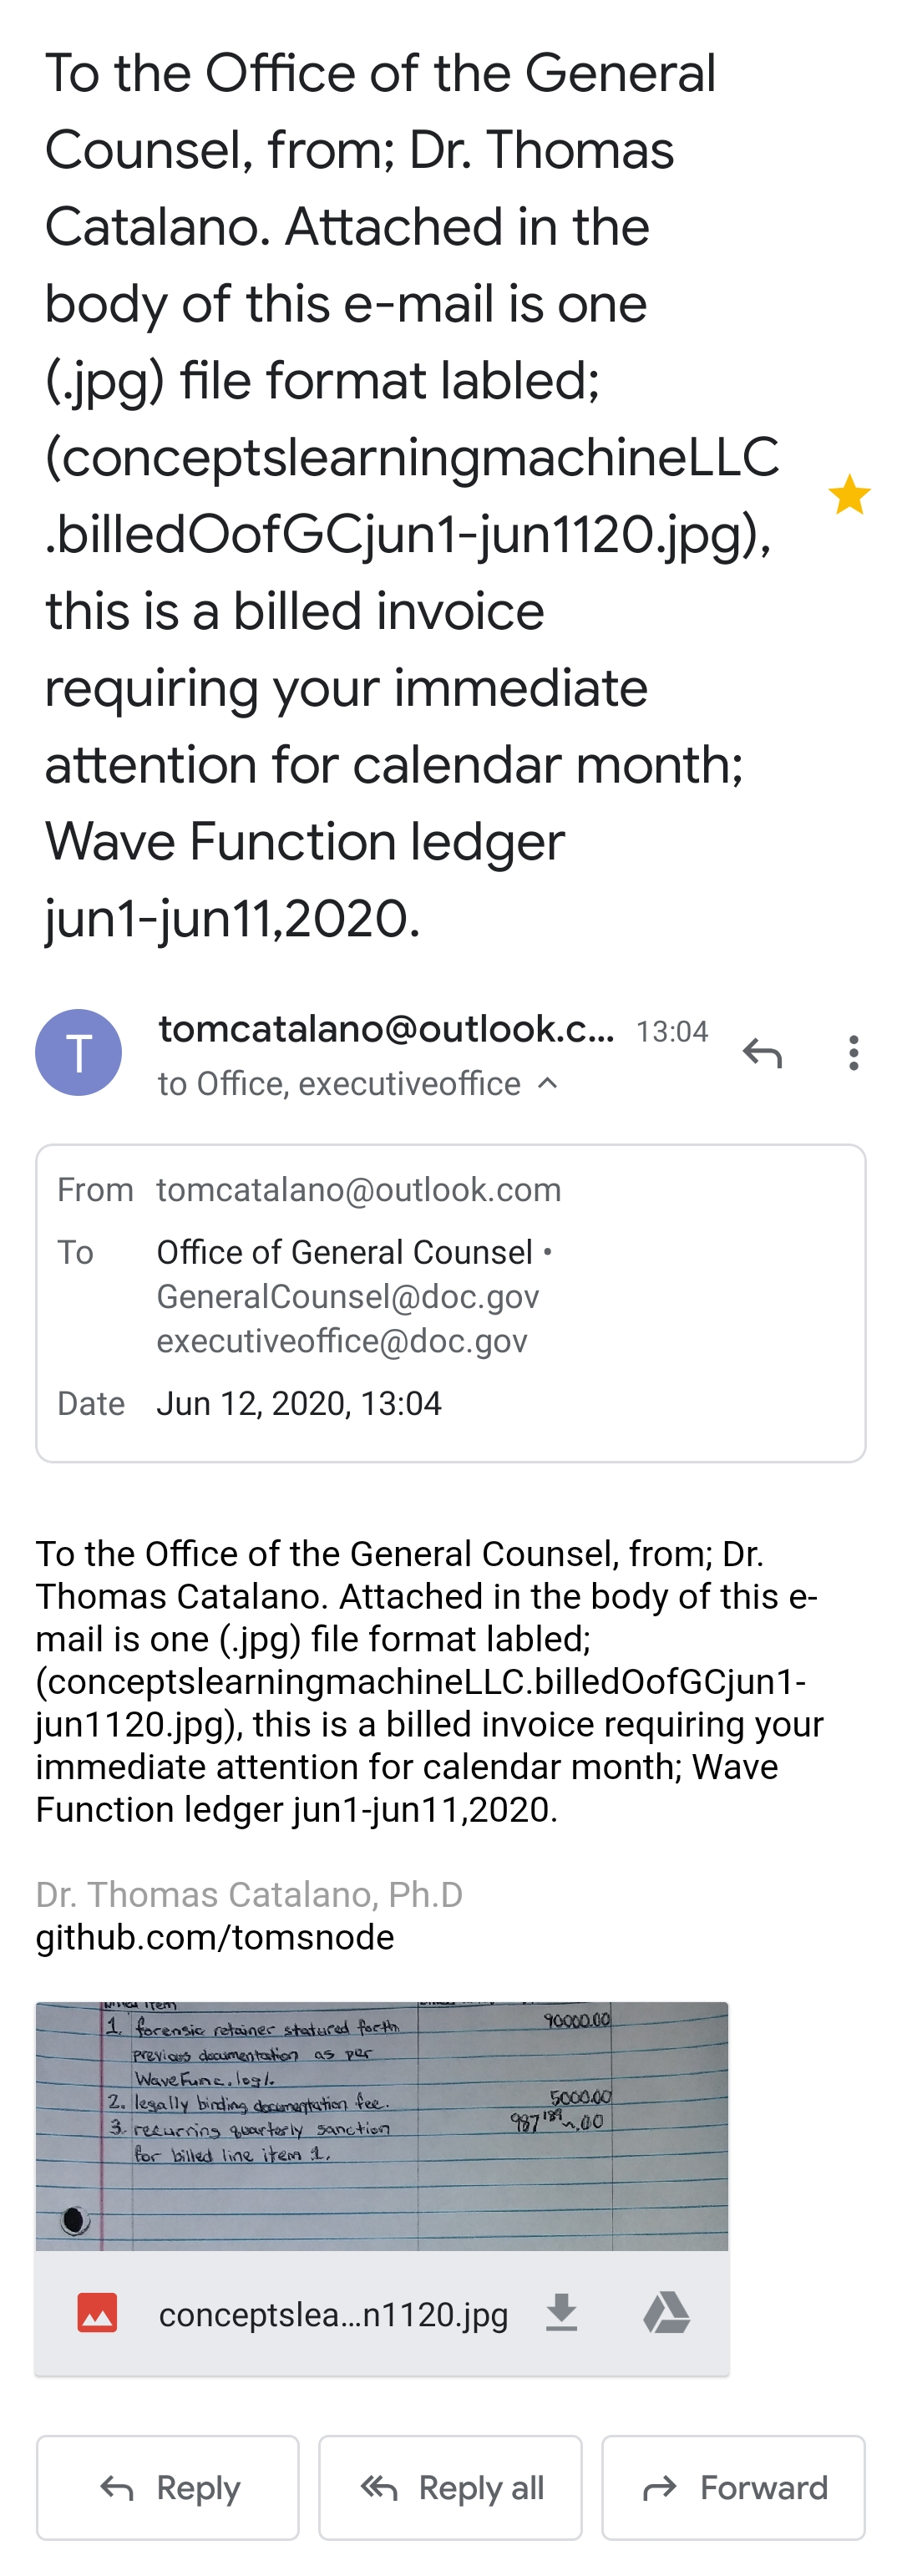 To the Office of the General
Counsel, from; Dr. Thomas
Catalano. Attached in the
body of this e-mail is one
(.jpg) file format labled;
(conceptslearningmachineLLC
.billedOofGCjun1-jun1120.jpg),
this is a billed invoice
requiring your immediate
attention for calendar month;
Wave Function ledger
jun1-jun11,2020.
T
tomcatalano@outlook.c... 13:04
to Office, executiveoffice
From tomcatalano@outlook.com
To Office of General Counsel •
GeneralCounsel@doc.gov
executiveoffice@doc.gov
Date Jun 12, 2020, 13:04
To the Office of the General Counsel, from; Dr.
Thomas Catalano. Attached in the body of this e-
mail is one (.jpg) file format labled;
(conceptslearningmachineLLC.billedOofGCjun1-
jun1120.jpg), this is a billed invoice requiring your
immediate attention for calendar month; Wave
Function ledger jun1-jun11,2020.
Dr. Thomas Catalano, Ph.D
github.com/tomsnode
item
1. forensic retainer statured forth 90000.00
previous documentation as per
WaveFunc.log1.
2. legally binding documentation fee. 5000.00
3. recurring quarterly sanction
for billed line item 1.
conceptslea...n1120.jpg
Reply
Reply all
Forward